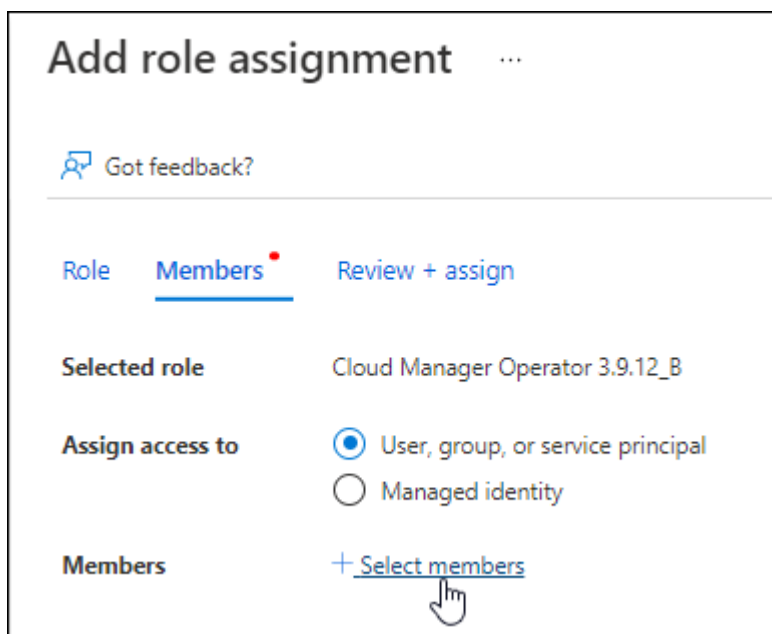 Add role assignment ...
Got feedback?
Role Members Review + assign
Selected role Cloud Manager Operator 3.9.12_B
Assign access to User, group, or service principal
Managed identity
Members + Select members